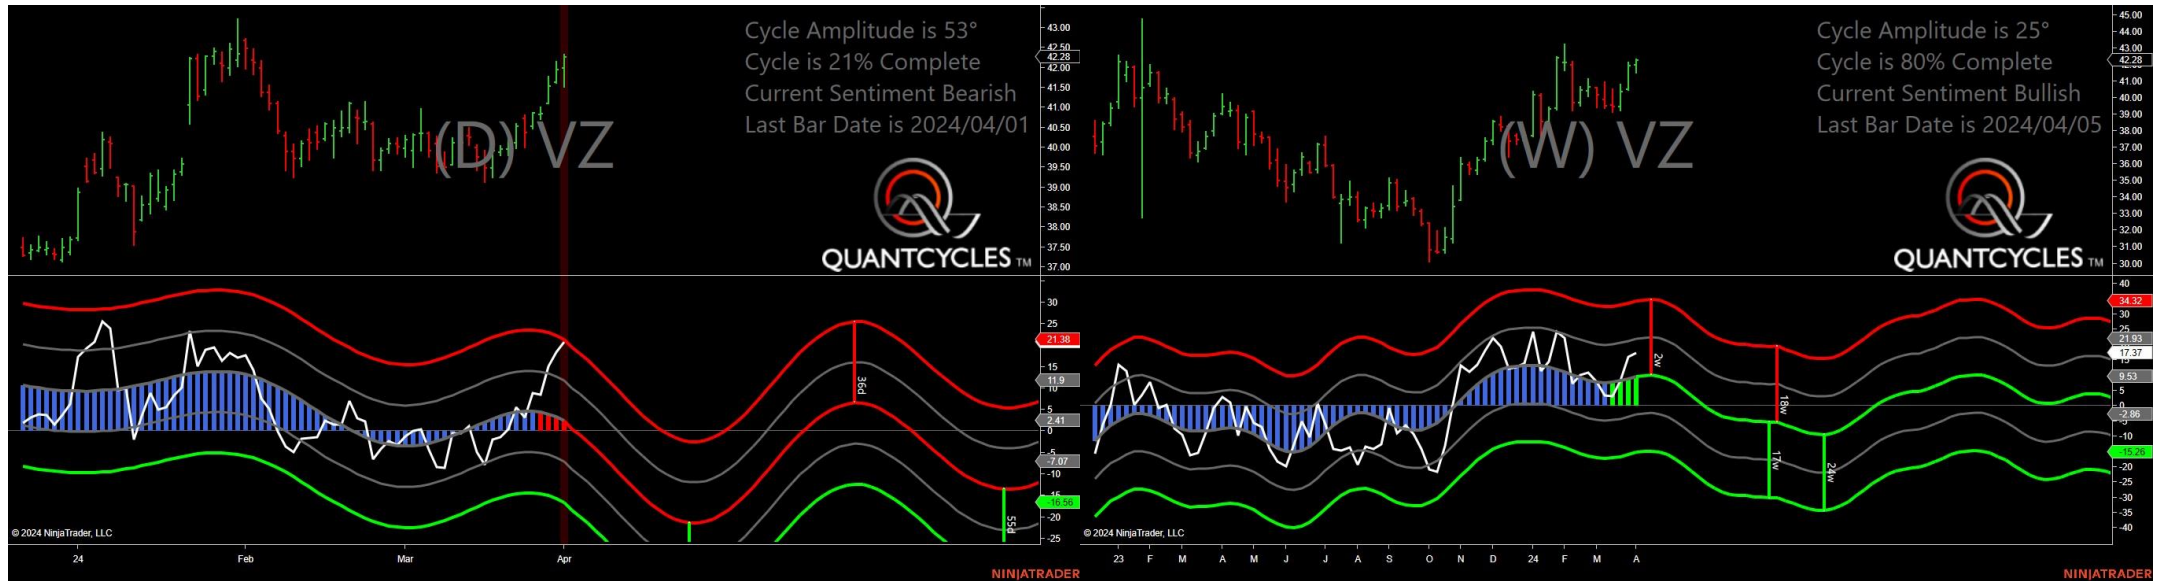 Cycle Amplitude is 53°
Cycle is 21% Complete
Current Sentiment Bearish
Last Bar Date is 2024/04/01
(D) VZ
QUANTCYCLES TM
43.00
42.50
42.28
42.00
41.50
41.00
40.50
40.00
39.50
39.00
38.50
38.00
37.50
37.00
30
25
21.38
15
11.9
5
2.41
0
-5
-7.07
-10
-16.56
-20
-25
36d
55d
© 2024 NinjaTrader, LLC
24 Feb Mar Apr
NINJATRADER
Cycle Amplitude is 25°
Cycle is 80% Complete
Current Sentiment Bullish
Last Bar Date is 2024/04/05
(W) VZ
QUANTCYCLES TM
45.00
44.00
43.00
42.28
41.00
40.00
39.00
38.00
37.00
36.00
35.00
34.00
33.00
32.00
31.00
30.00
40
34.32
30
25
21.93
17.37
15
9.53
5
0
-2.86
-5
-10
-15.26
-20
-25
-30
-35
-40
2w
18w
17w
24w
© 2024 NinjaTrader, LLC
23 F M A M J J A S O N D 24 F M A
NINJATRADER